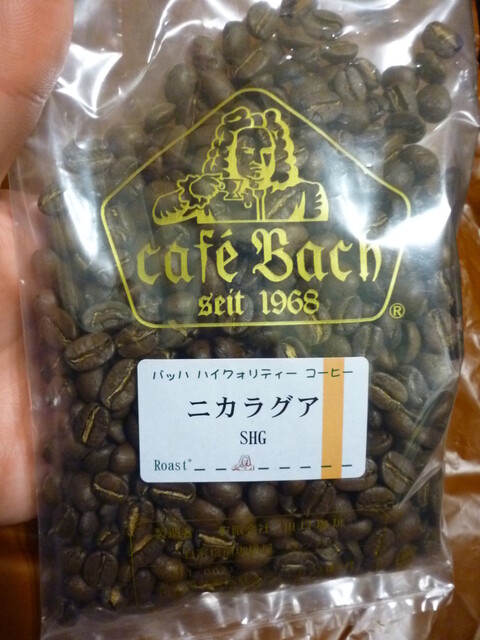 café Bach
seit 1968
®
バッハ ハイクォリティー コーヒー
ニカラグア
SHG
Roast